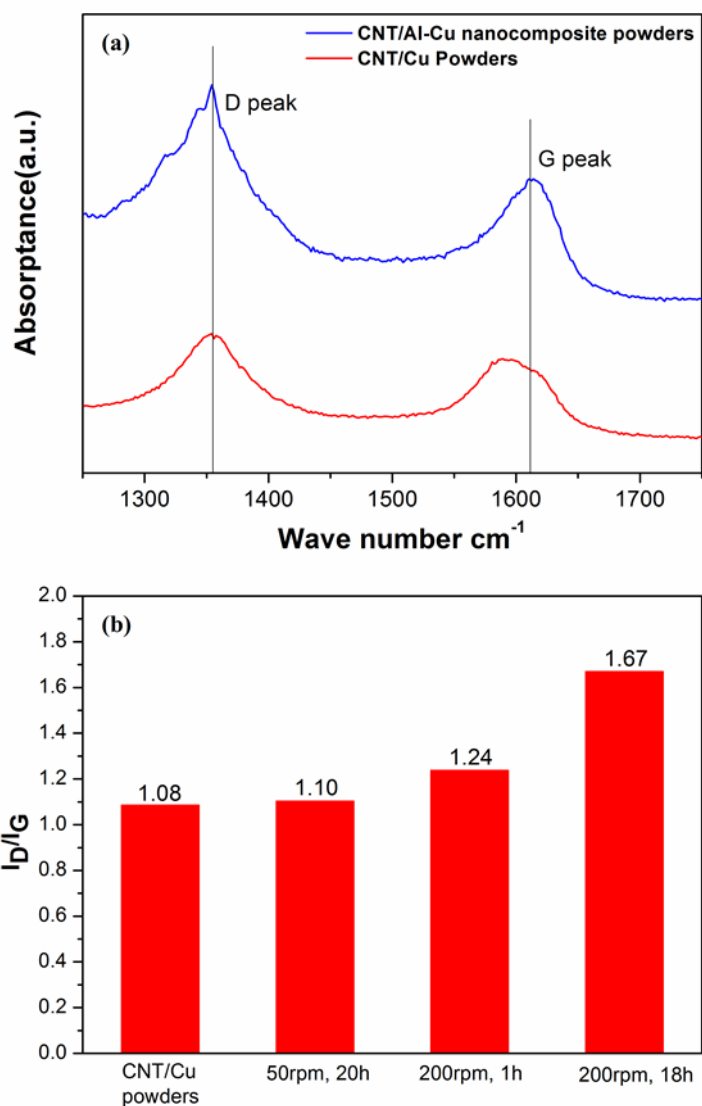 (a)
CNT/Al-Cu nanocomposite powders
CNT/Cu Powders
D peak
G peak
Absorptance(a.u.)
1300 1400 1500 1600 1700
Wave number cm⁻¹
(b)
2.0
1.8
1.6
1.4
1.2
1.0
0.8
0.6
0.4
0.2
0.0
I_D/I_G
1.08
1.10
1.24
1.67
CNT/Cu
powders
50rpm, 20h
200rpm, 1h
200rpm, 18h